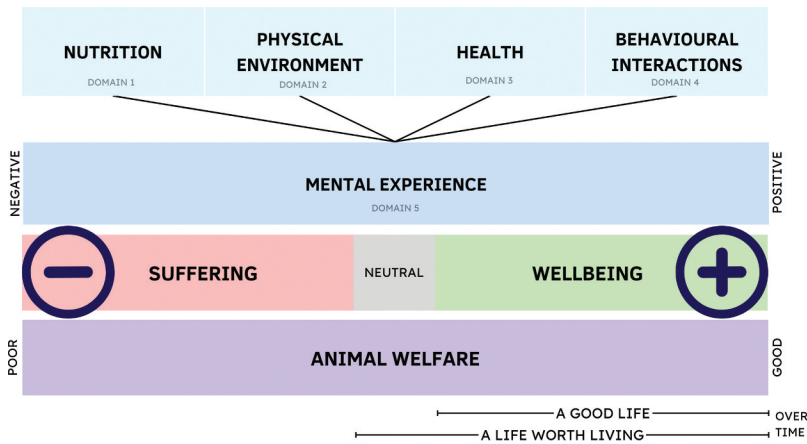 NUTRITION
DOMAIN 1
PHYSICAL
ENVIRONMENT
DOMAIN 2
HEALTH
DOMAIN 3
BEHAVIOURAL
INTERACTIONS
DOMAIN 4
NEGATIVE
MENTAL EXPERIENCE
DOMAIN 5
POSITIVE
SUFFERING
NEUTRAL
WELLBEING
POOR
ANIMAL WELFARE
GOOD
A GOOD LIFE
A LIFE WORTH LIVING
OVER
TIME